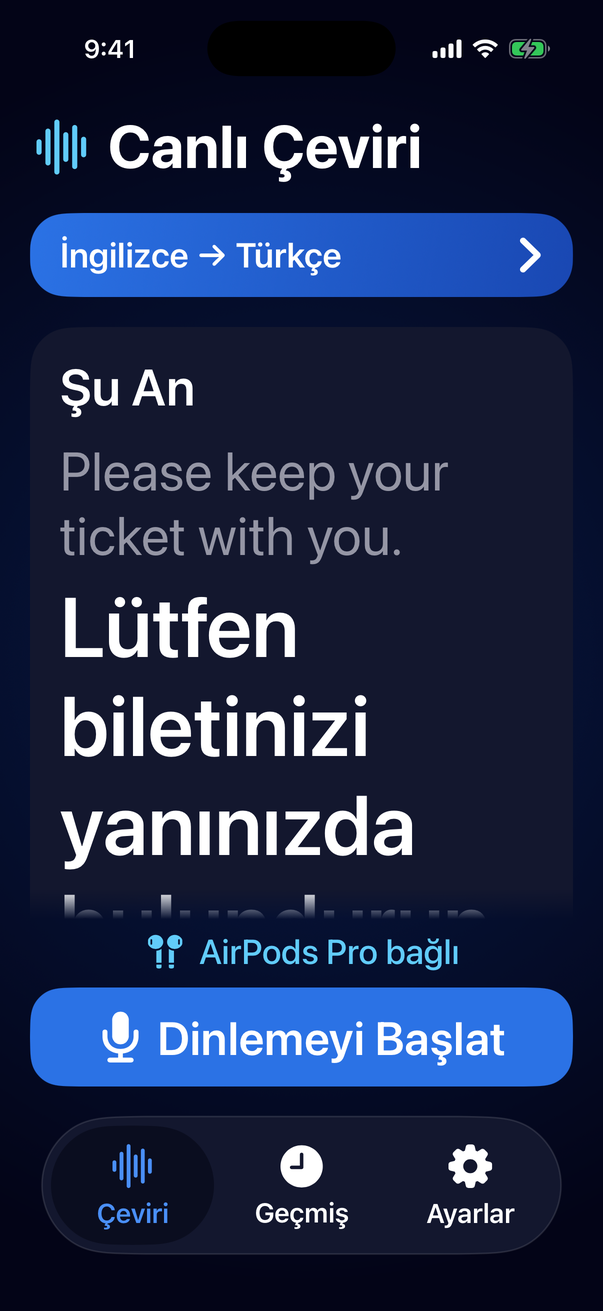 9:41
Canlı Çeviri
İngilizce → Türkçe
Şu An
Please keep your
ticket with you.
Lütfen
biletinizi
yanınızda
AirPods Pro bağlı
Dinlemeyi Başlat
Çeviri
Geçmiş
Ayarlar